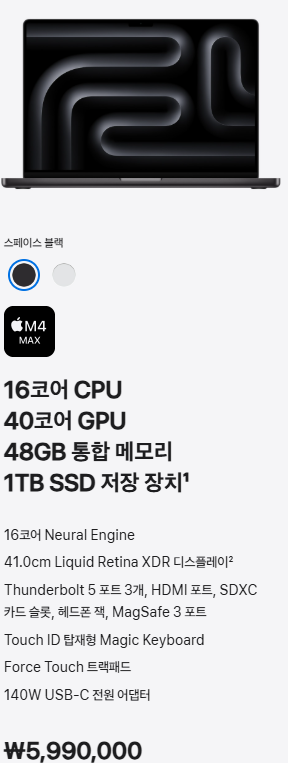 스페이스 블랙
M4
MAX
16코어 CPU
40코어 GPU
48GB 통합 메모리
1TB SSD 저장 장치¹
16코어 Neural Engine
41.0cm Liquid Retina XDR 디스플레이²
Thunderbolt 5 포트 3개, HDMI 포트, SDXC
카드 슬롯, 헤드폰 잭, MagSafe 3 포트
Touch ID 탑재형 Magic Keyboard
Force Touch 트랙패드
140W USB-C 전원 어댑터
₩5,990,000